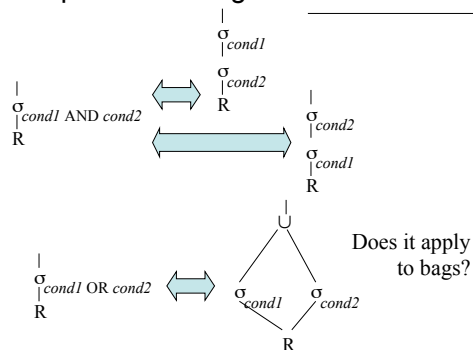 σcond1
σcond2
R
σcond1 AND cond2
R
σcond2
σcond1
R
∪
Does it apply
to bags?
σcond1 OR cond2
R
σcond1
σcond2
R